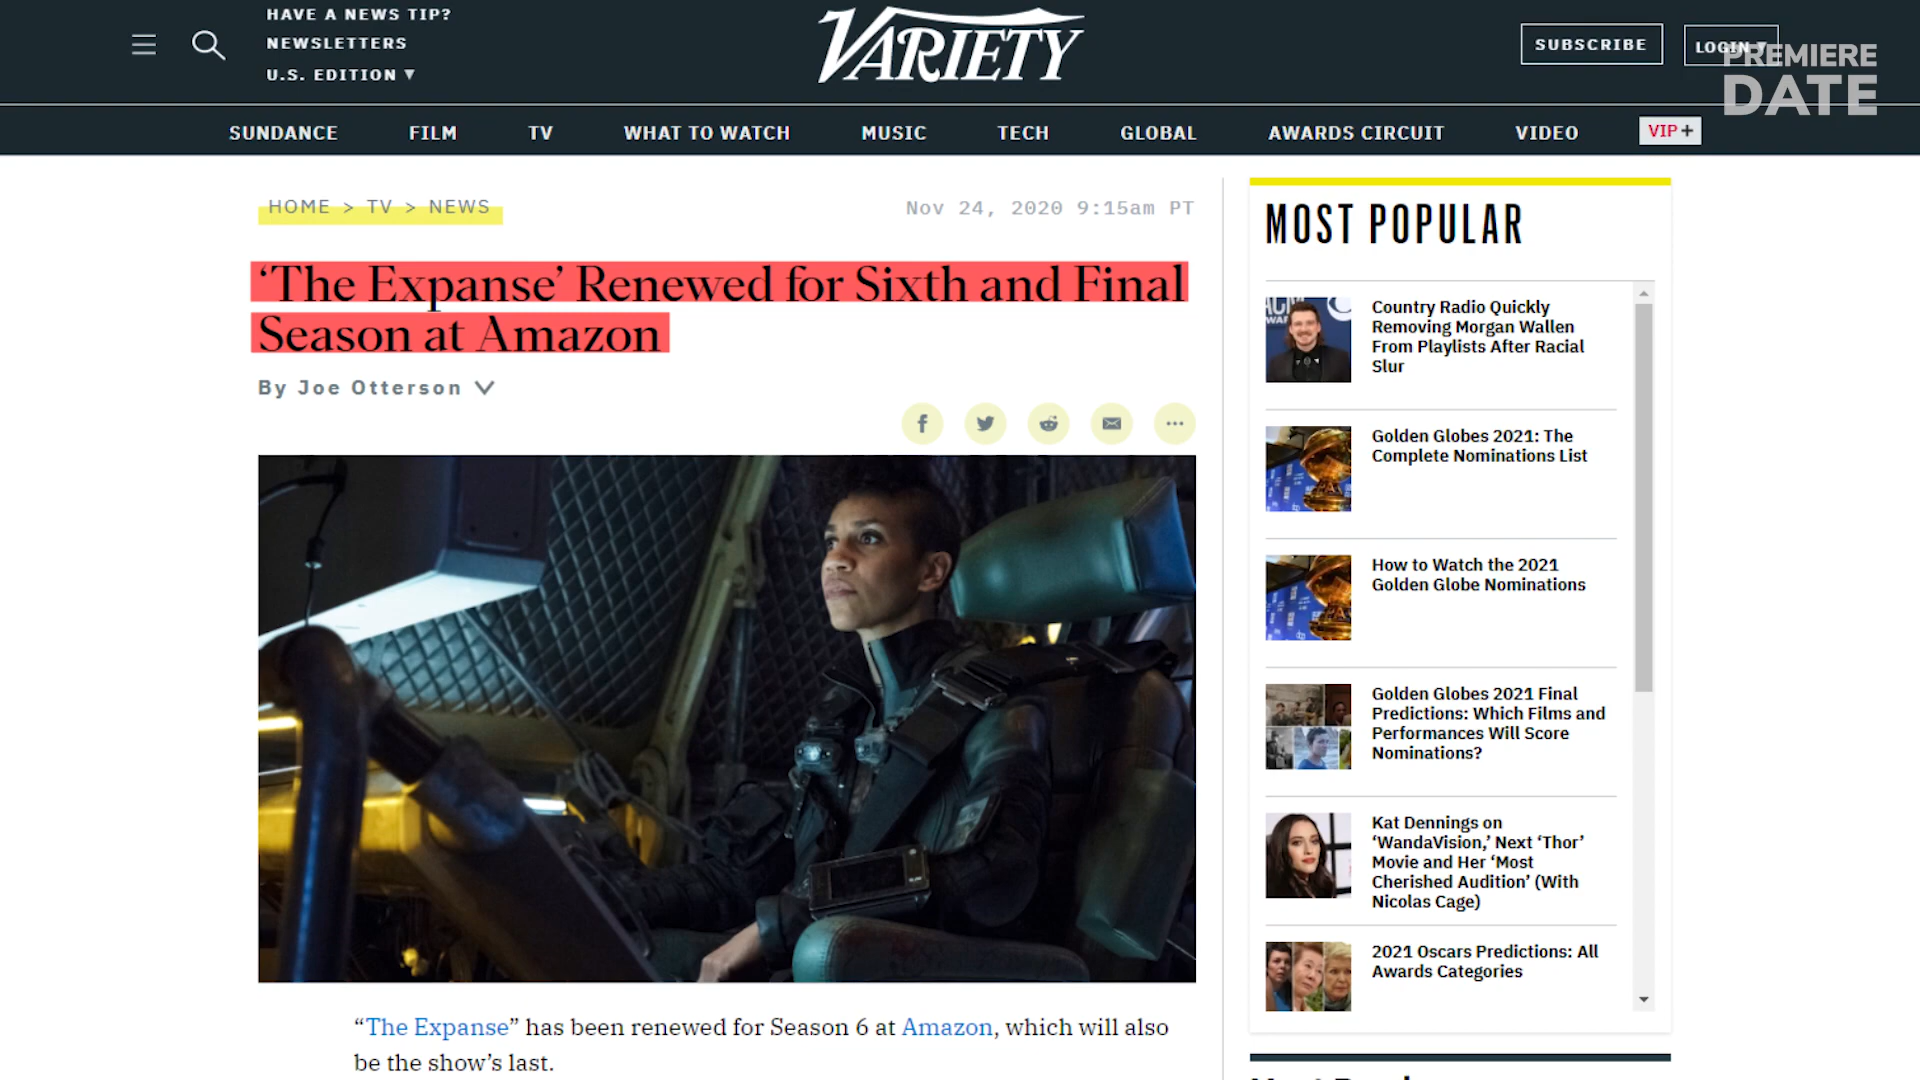 HAVE A NEWS TIP?
NEWSLETTERS
U.S. EDITION
VARIETY
SUBSCRIBE
LOGIN
PREMIERE
DATE
SUNDANCE FILM TV WHAT TO WATCH MUSIC TECH GLOBAL AWARDS CIRCUIT VIDEO VIP+
HOME > TV > NEWS
Nov 24, 2020 9:15am PT
‘The Expanse’ Renewed for Sixth and Final
Season at Amazon
By Joe Otterson
“The Expanse” has been renewed for Season 6 at Amazon, which will also
be the show’s last.
MOST POPULAR
Country Radio Quickly
Removing Morgan Wallen
From Playlists After Racial
Slur
Golden Globes 2021: The
Complete Nominations List
How to Watch the 2021
Golden Globe Nominations
Golden Globes 2021 Final
Predictions: Which Films and
Performances Will Score
Nominations?
Kat Dennings on
‘WandaVision,’ Next ‘Thor’
Movie and Her ‘Most
Cherished Audition’ (With
Nicolas Cage)
2021 Oscars Predictions: All
Awards Categories